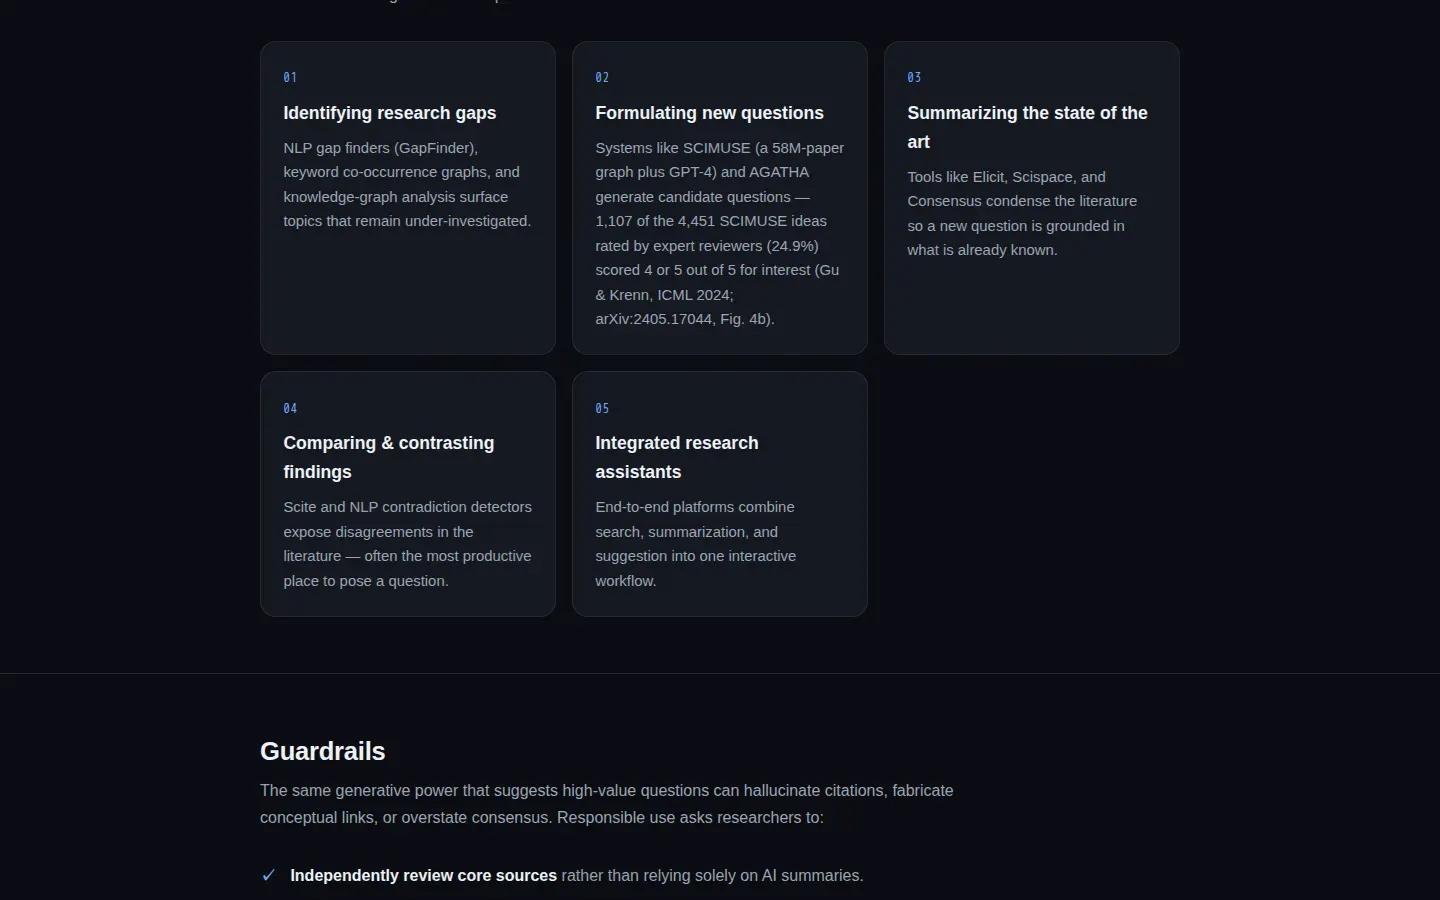 01
Identifying research gaps
NLP gap finders (GapFinder),
keyword co-occurrence graphs, and
knowledge-graph analysis surface
topics that remain under-investigated.
02
Formulating new questions
Systems like SCIMUSE (a 58M-paper
graph plus GPT-4) and AGATHA
generate candidate questions —
1,107 of the 4,451 SCIMUSE ideas
rated by expert reviewers (24.9%)
scored 4 or 5 out of 5 for interest (Gu
& Krenn, ICML 2024;
arXiv:2405.17044, Fig. 4b).
03
Summarizing the state of the
art
Tools like Elicit, Scispace, and
Consensus condense the literature
so a new question is grounded in
what is already known.
04
Comparing & contrasting
findings
Scite and NLP contradiction detectors
expose disagreements in the
literature — often the most productive
place to pose a question.
05
Integrated research
assistants
End-to-end platforms combine
search, summarization, and
suggestion into one interactive
workflow.
Guardrails
The same generative power that suggests high-value questions can hallucinate citations, fabricate
conceptual links, or overstate consensus. Responsible use asks researchers to:
✓ Independently review core sources rather than relying solely on AI summaries.